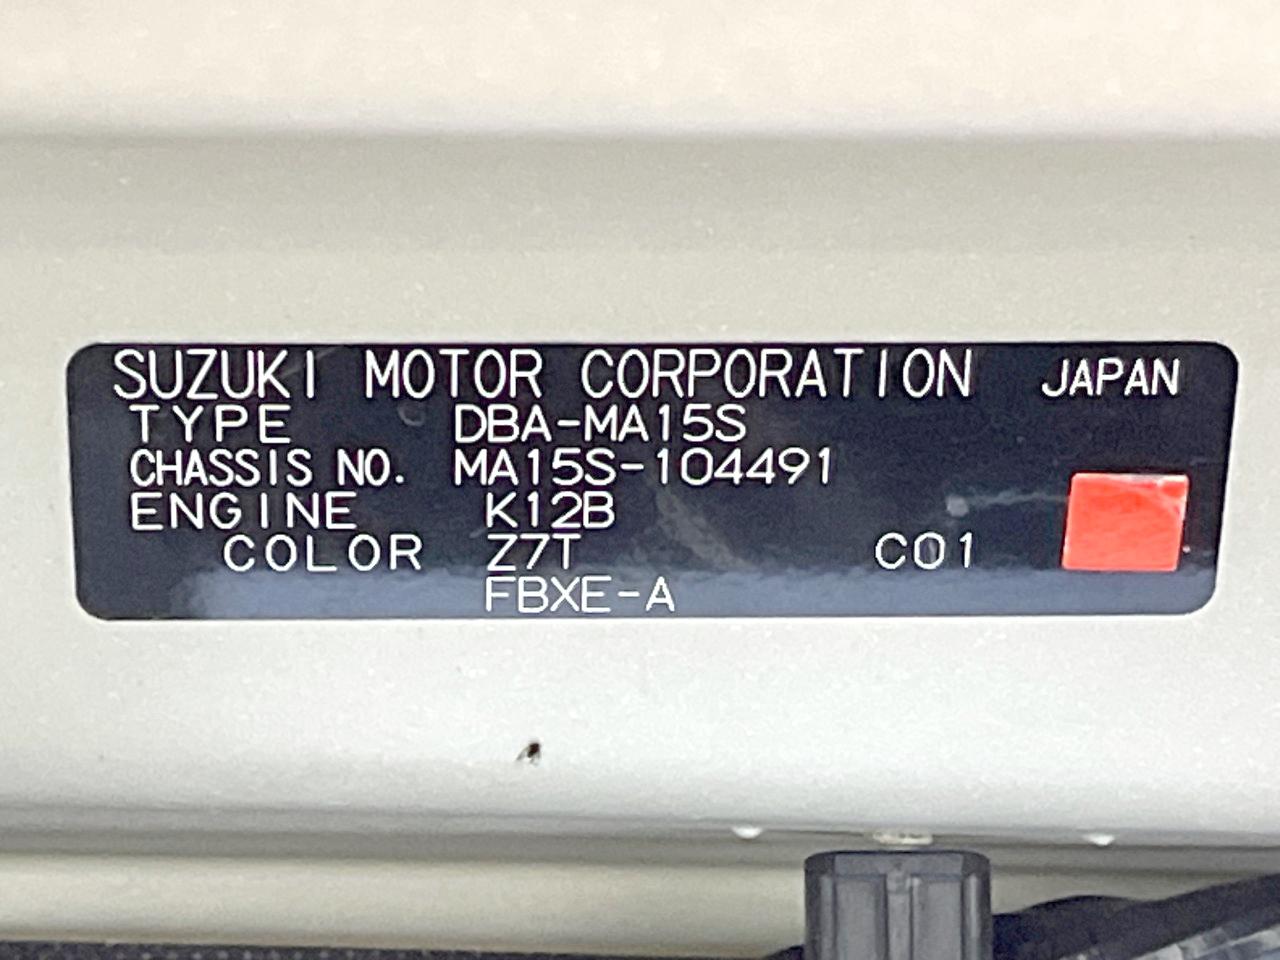 SUZUKI MOTOR CORPORATION JAPAN
TYPE DBA-MA15S
CHASSIS NO. MA15S-104491
ENGINE K12B
COLOR Z7T C01
FBXE-A